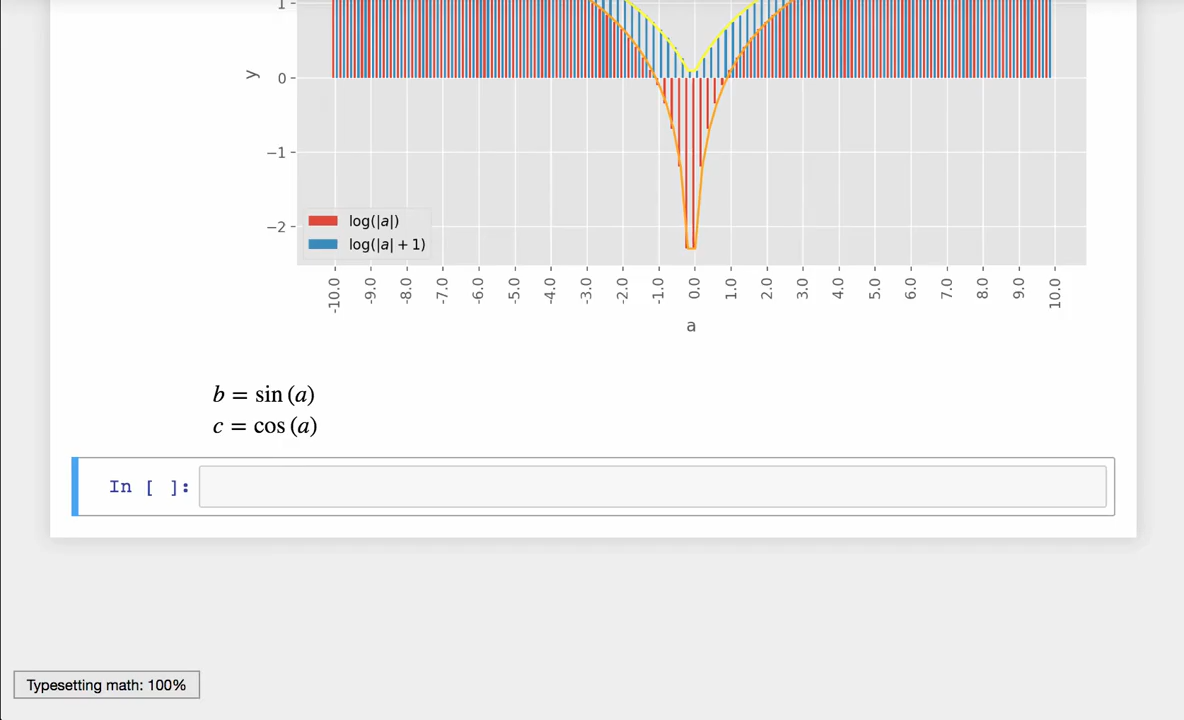 1
y
0
−1
−2
log(|a|)
log(|a| + 1)
-10.0 -9.0 -8.0 -7.0 -6.0 -5.0 -4.0 -3.0 -2.0 -1.0 0.0 1.0 2.0 3.0 4.0 5.0 6.0 7.0 8.0 9.0 10.0
a
b = sin (a)
c = cos (a)
In [ ]:
Typesetting math: 100%